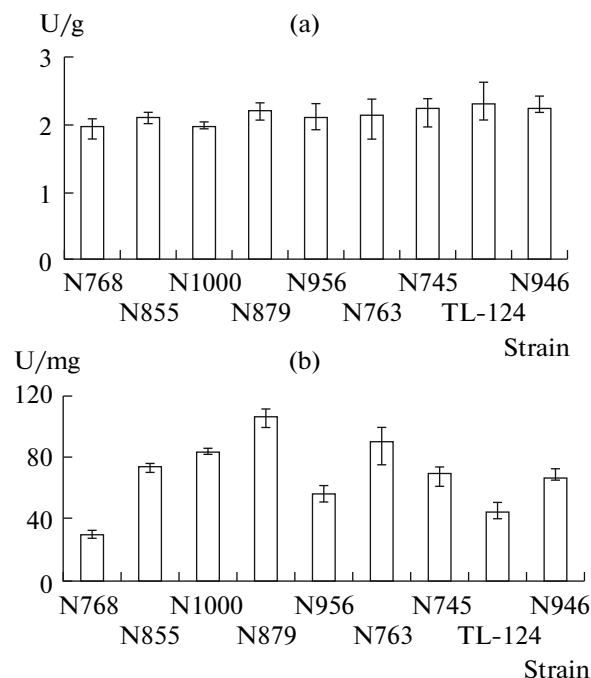 U/g (a)
3
2
1
0
N768 N1000 N956 N745 N946
N855 N879 N763 TL-124
Strain
U/mg (b)
120
80
40
0
N768 N1000 N956 N745 N946
N855 N879 N763 TL-124
Strain